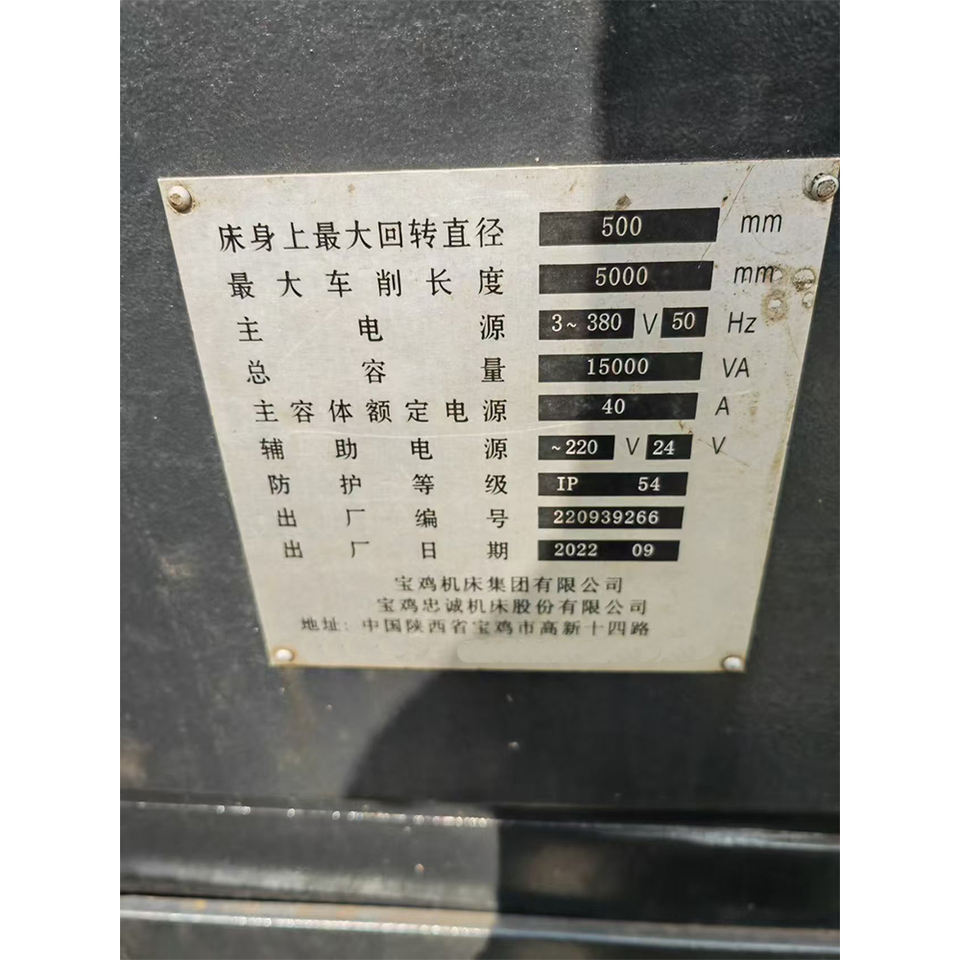 床身上最大回转直径 500 mm
最大车削长度 5000 mm
主电源 3~380 V 50 Hz
总容量 15000 VA
主容体额定电源 40 A
辅助电源 ~220 V 24 V
防护等级 IP 54
出厂编号 220939266
出厂日期 2022 09
宝鸡机床集团有限公司
宝鸡忠诚机床股份有限公司
地址：中国陕西省宝鸡市高新十四路